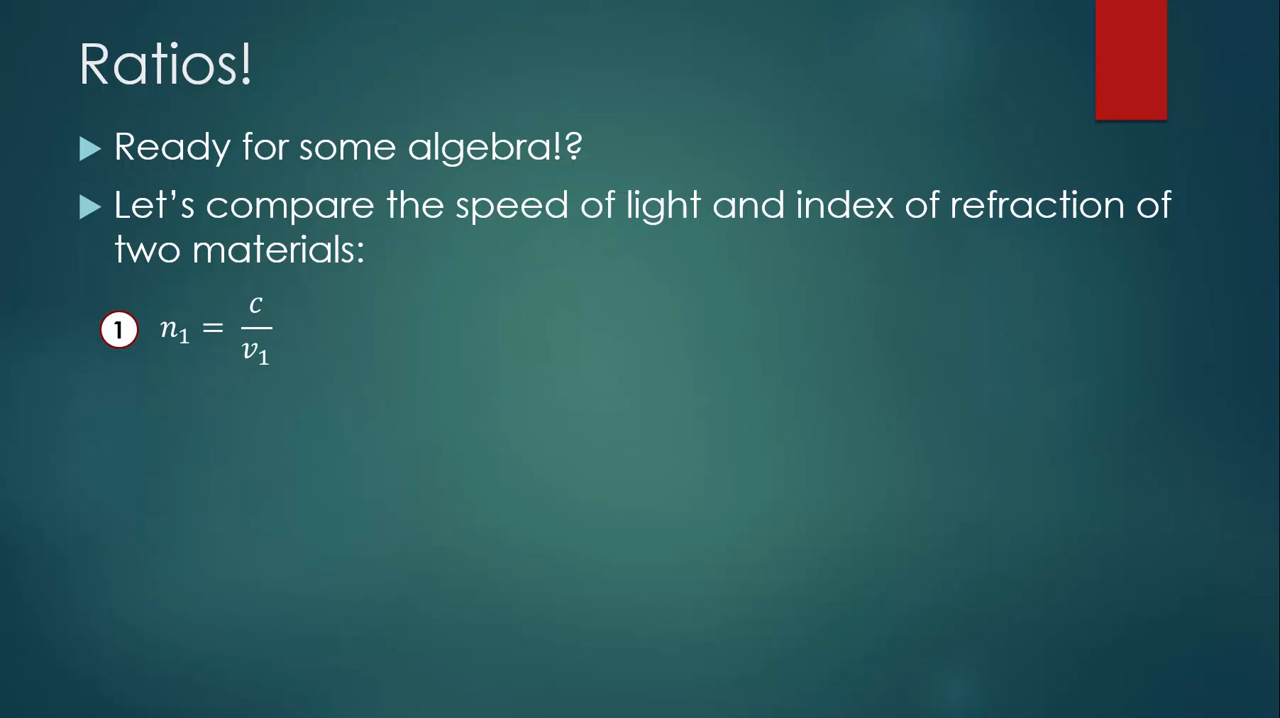 Ratios!
Ready for some algebra!?
Let's compare the speed of light and index of refraction of
two materials:
1 n₁ = c/v₁